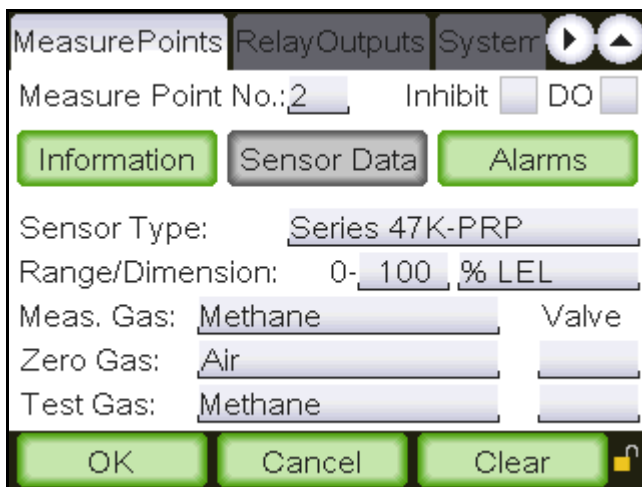 MeasurePoints RelayOutputs System
Measure Point No.: 2 Inhibit DO
Information Sensor Data Alarms
Sensor Type: Series 47K-PRP
Range/Dimension: 0- 100 % LEL
Meas. Gas: Methane Valve
Zero Gas: Air
Test Gas: Methane
OK Cancel Clear